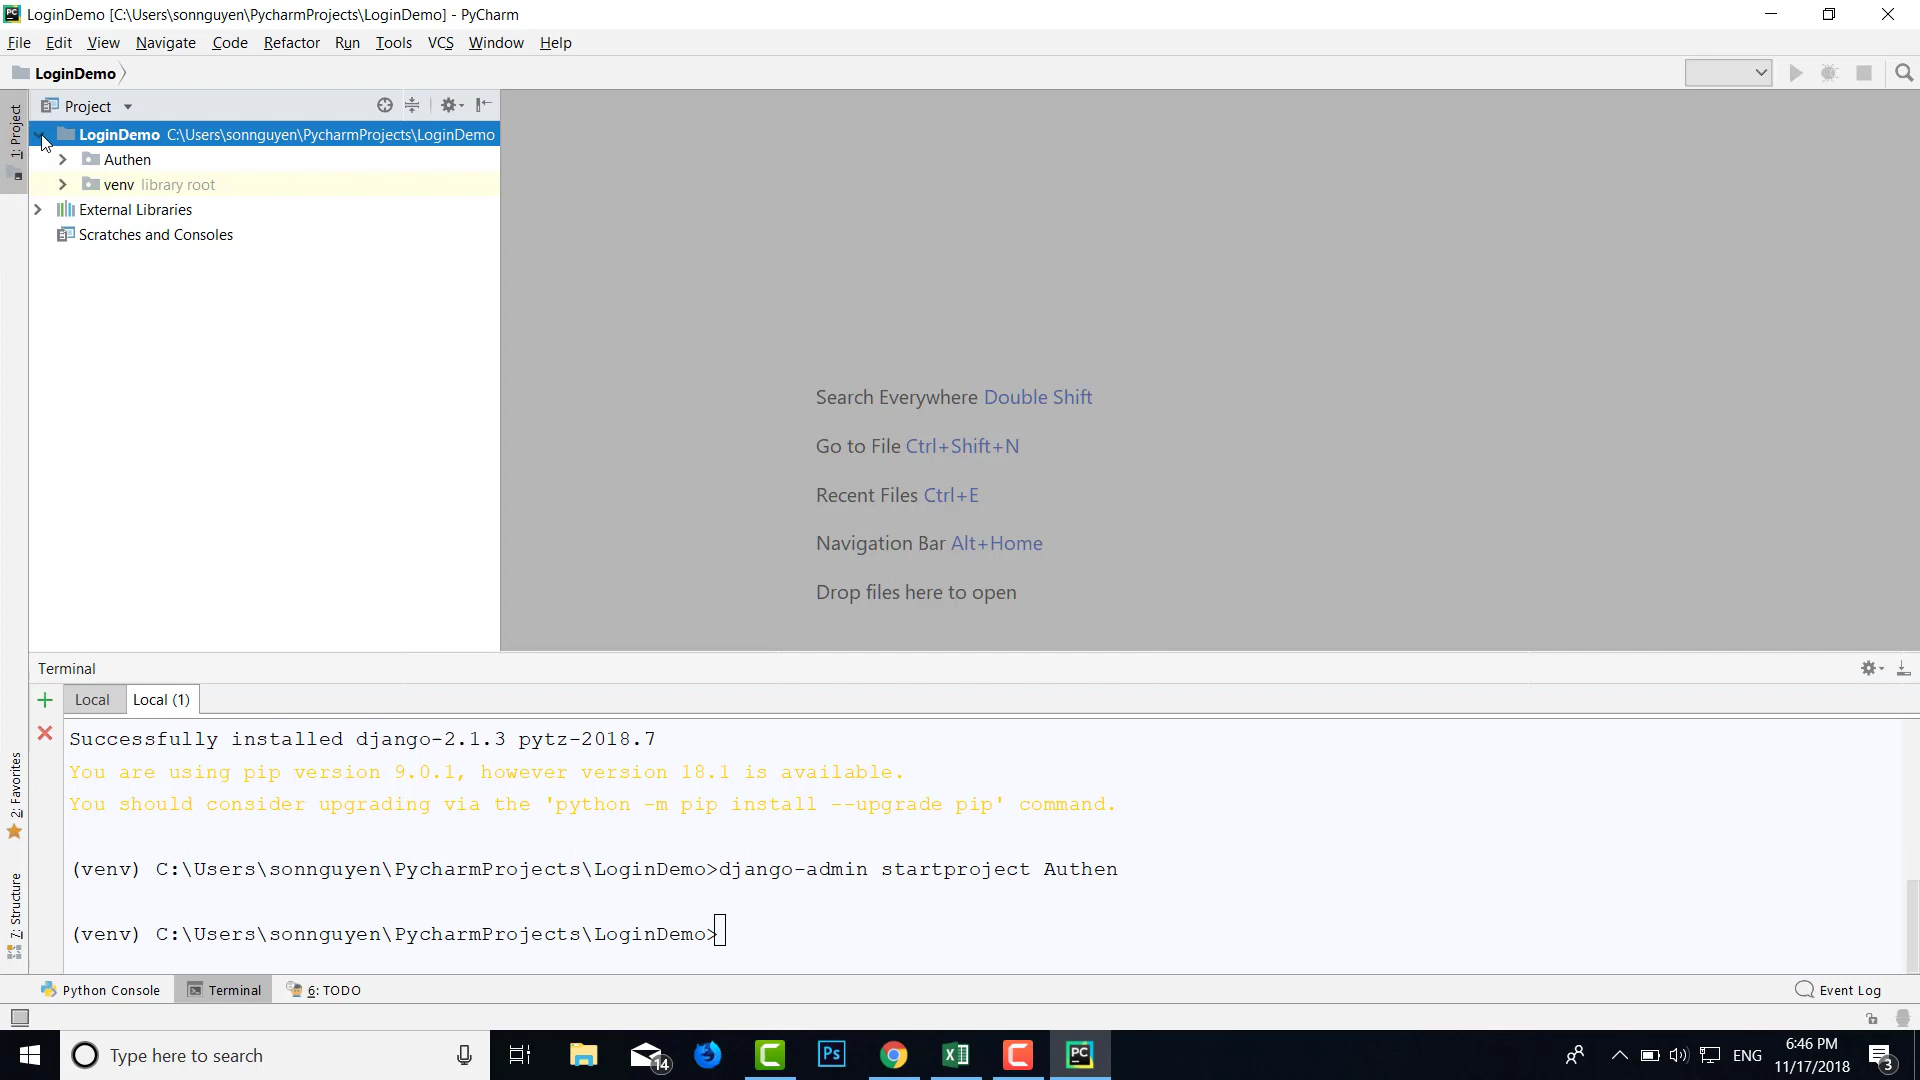 LoginDemo [C:\Users\sonnguyen\PycharmProjects\LoginDemo] - PyCharm
File Edit View Navigate Code Refactor Run Tools VCS Window Help
LoginDemo
Project
1: Project
LoginDemo C:\Users\sonnguyen\PycharmProjects\LoginDemo
Authen
venv library root
External Libraries
Scratches and Consoles
Search Everywhere Double Shift
Go to File Ctrl+Shift+N
Recent Files Ctrl+E
Navigation Bar Alt+Home
Drop files here to open
Terminal
Local Local (1)
2: Favorites
7: Structure
Successfully installed django-2.1.3 pytz-2018.7
You are using pip version 9.0.1, however version 18.1 is available.
You should consider upgrading via the 'python -m pip install --upgrade pip' command.
(venv) C:\Users\sonnguyen\PycharmProjects\LoginDemo>django-admin startproject Authen
(venv) C:\Users\sonnguyen\PycharmProjects\LoginDemo>
Python Console Terminal 6: TODO Event Log
Type here to search 14 Ps PC ENG 6:46 PM
11/17/2018 3